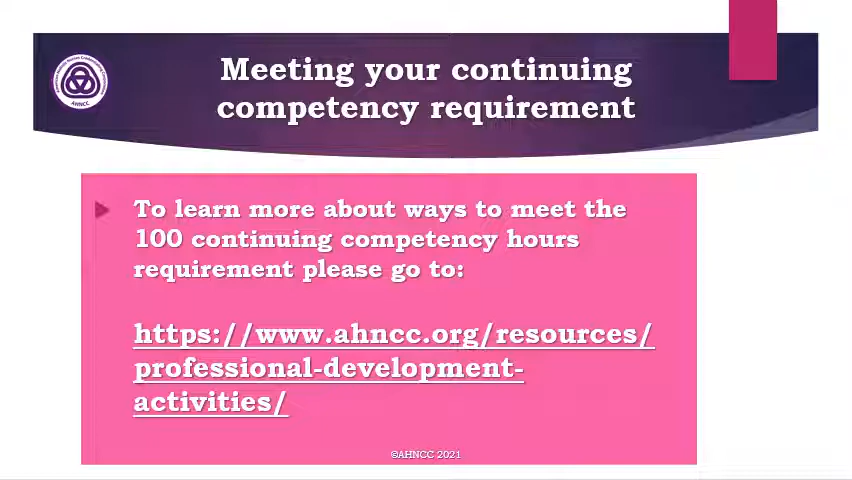 Meeting your continuing
competency requirement
AHNCC
To learn more about ways to meet the
100 continuing competency hours
requirement please go to:
https://www.ahncc.org/resources/
professional-development-
activities/
©AHNCC 2021